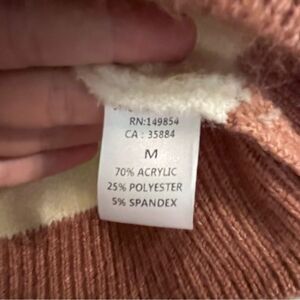 RN:149854
CA : 35884
M
70% ACRYLIC
25% POLYESTER
5% SPANDEX